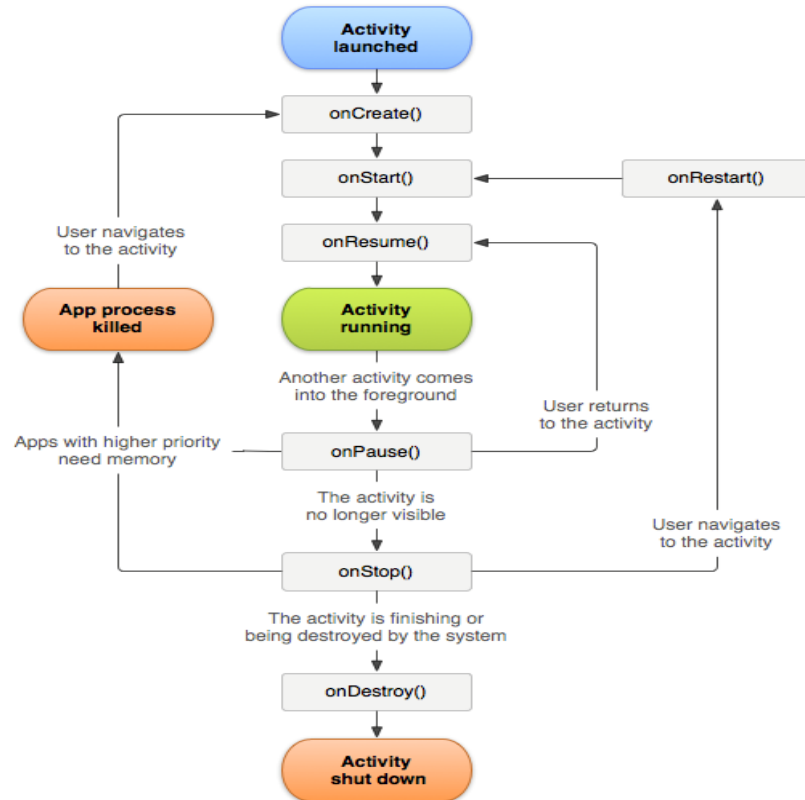 Activity
launched
onCreate()
onStart()
onRestart()
User navigates
to the activity
onResume()
App process
killed
Activity
running
Another activity comes
into the foreground
User returns
to the activity
Apps with higher priority
need memory
onPause()
The activity is
no longer visible
User navigates
to the activity
onStop()
The activity is finishing or
being destroyed by the system
onDestroy()
Activity
shut down